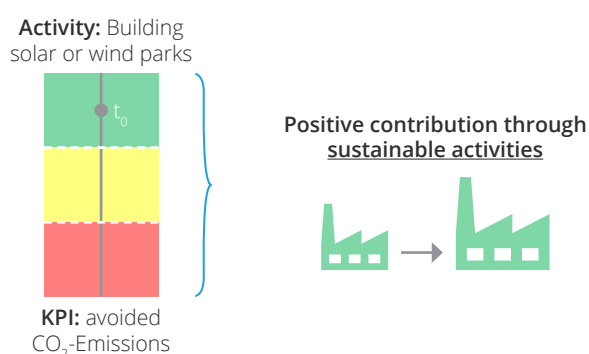 Activity: Building
solar or wind parks
t₀
Positive contribution through
sustainable activities
KPI: avoided
CO₂-Emissions